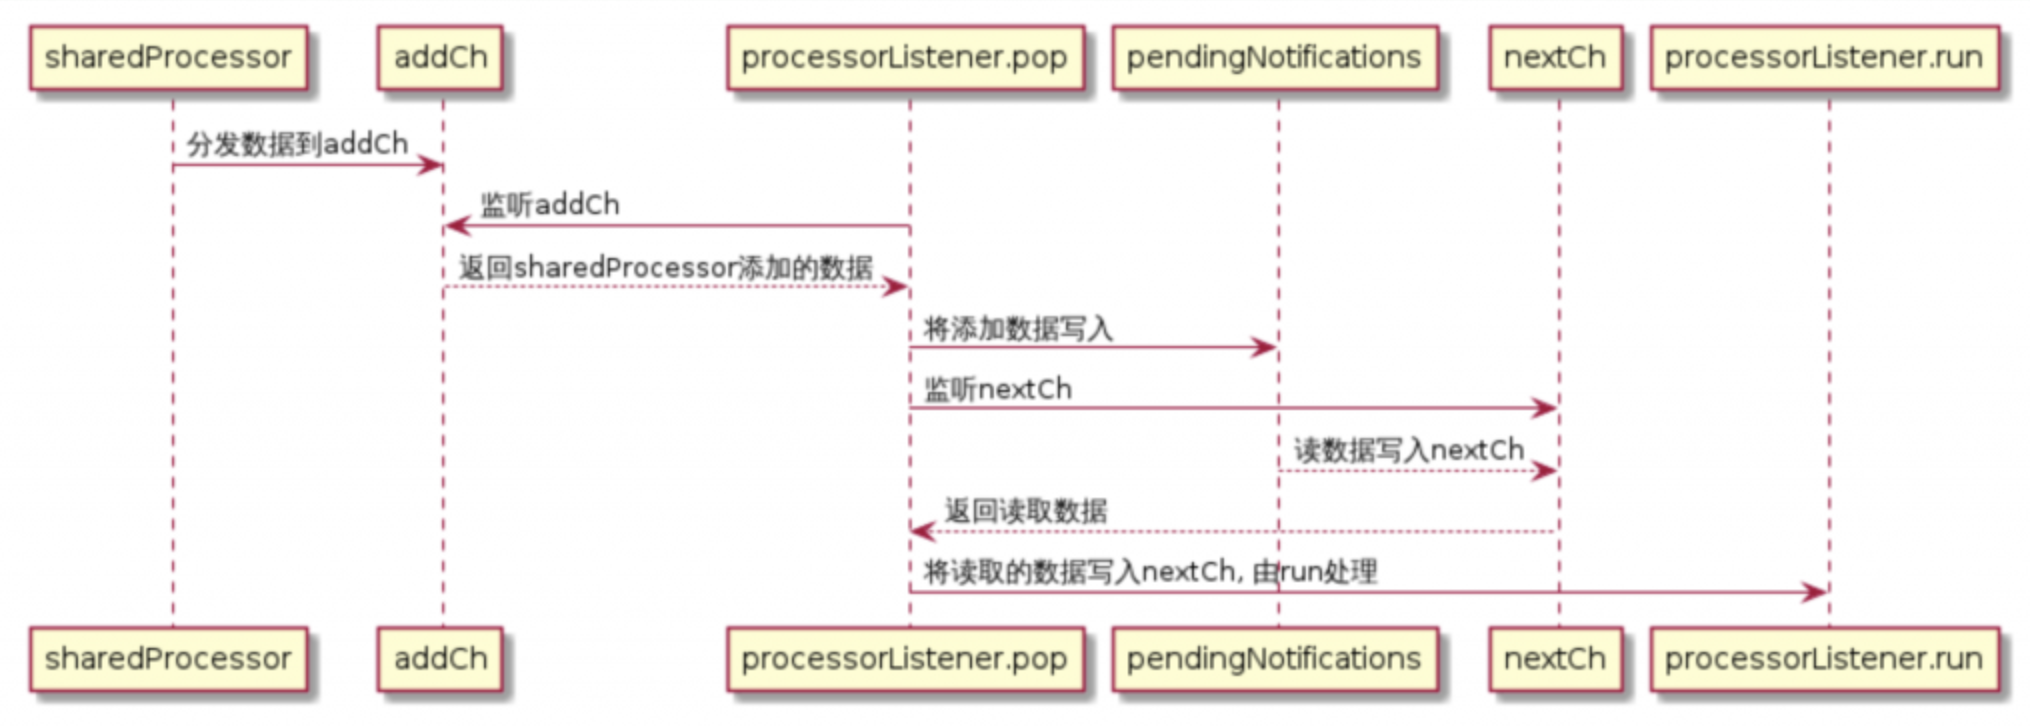 sharedProcessor
addCh
processorListener.pop
pendingNotifications
nextCh
processorListener.run
分发数据到addCh
监听addCh
返回sharedProcessor添加的数据
将添加数据写入
监听nextCh
读数据写入nextCh
返回读取数据
将读取的数据写入nextCh, 由run处理
sharedProcessor
addCh
processorListener.pop
pendingNotifications
nextCh
processorListener.run